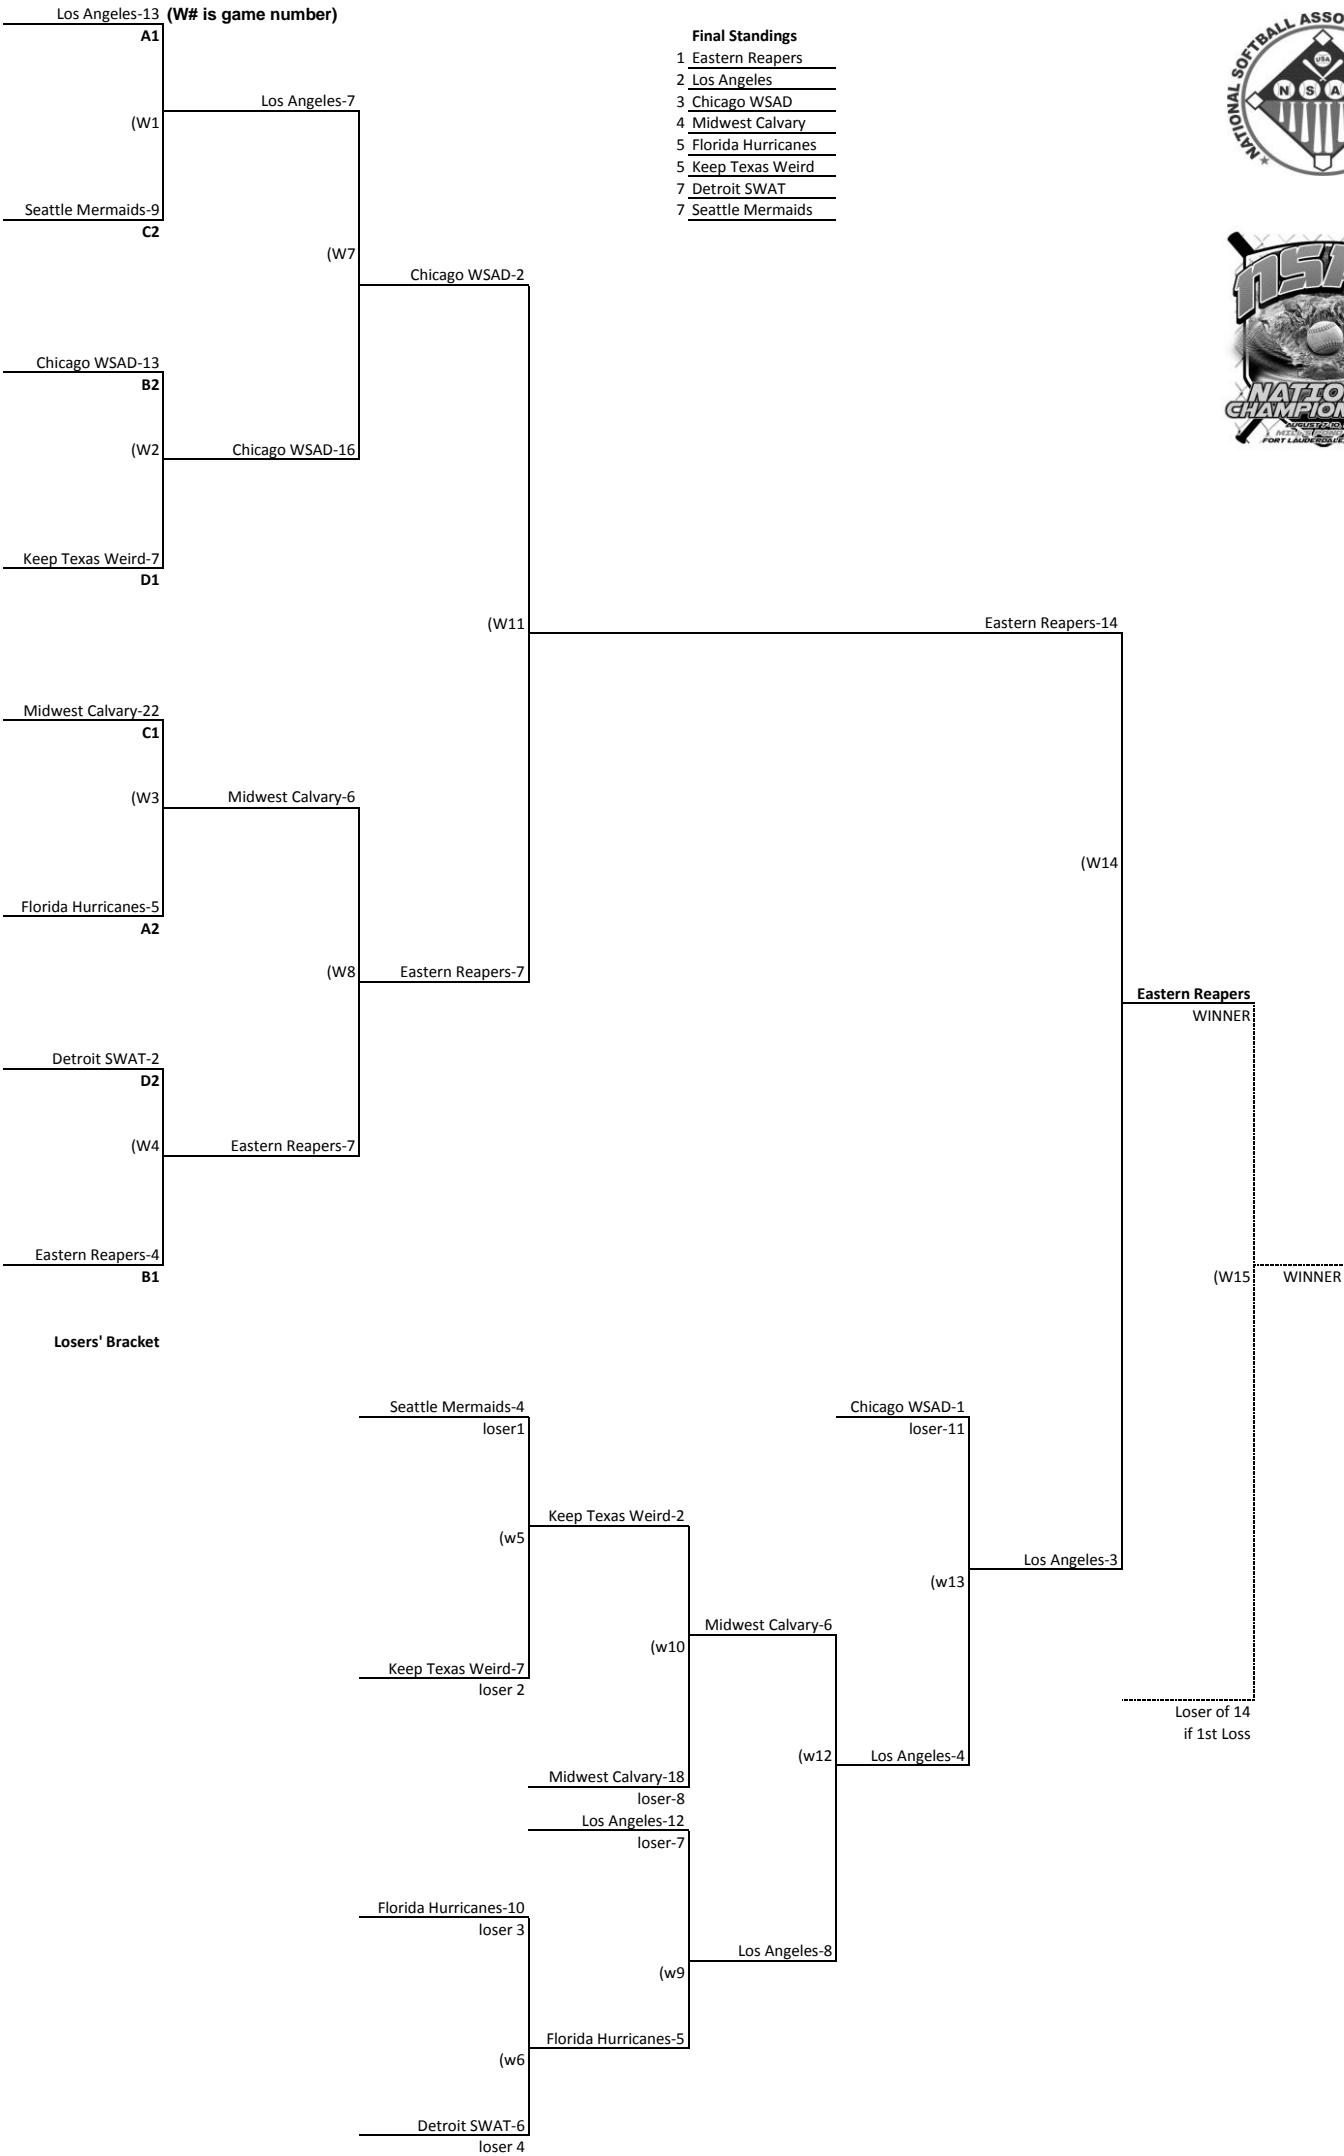 Los Angeles-13 (W# is game number)
A1
Final Standings
1 Eastern Reapers
2 Los Angeles
3 Chicago WSAD
4 Midwest Calvary
5 Florida Hurricanes
5 Keep Texas Weird
7 Detroit SWAT
7 Seattle Mermaids
NATIONAL SOFTBALL
USA
N S A
Los Angeles-7
(W1
Seattle Mermaids-9
C2
(W7
Chicago WSAD-2
Chicago WSAD-13
B2
(W2
Chicago WSAD-16
FORT LAUDERDALE
Keep Texas Weird-7
D1
(W11
Eastern Reapers-14
Midwest Calvary-22
C1
(W3
Midwest Calvary-6
(W14
Florida Hurricanes-5
A2
(W8
Eastern Reapers-7
Eastern Reapers
WINNER
Detroit SWAT-2
D2
(W4
Eastern Reapers-7
Eastern Reapers-4
B1
(W15
WINNER
Losers' Bracket
Seattle Mermaids-4
loser1
Chicago WSAD-1
loser-11
Keep Texas Weird-2
(w5
Los Angeles-3
(w13
Midwest Calvary-6
(w10
Keep Texas Weird-7
loser 2
Loser of 14
if 1st Loss
(w12
Los Angeles-4
Midwest Calvary-18
loser-8
Los Angeles-12
loser-7
Florida Hurricanes-10
loser 3
Los Angeles-8
(w9
Florida Hurricanes-5
(w6
Detroit SWAT-6
loser 4